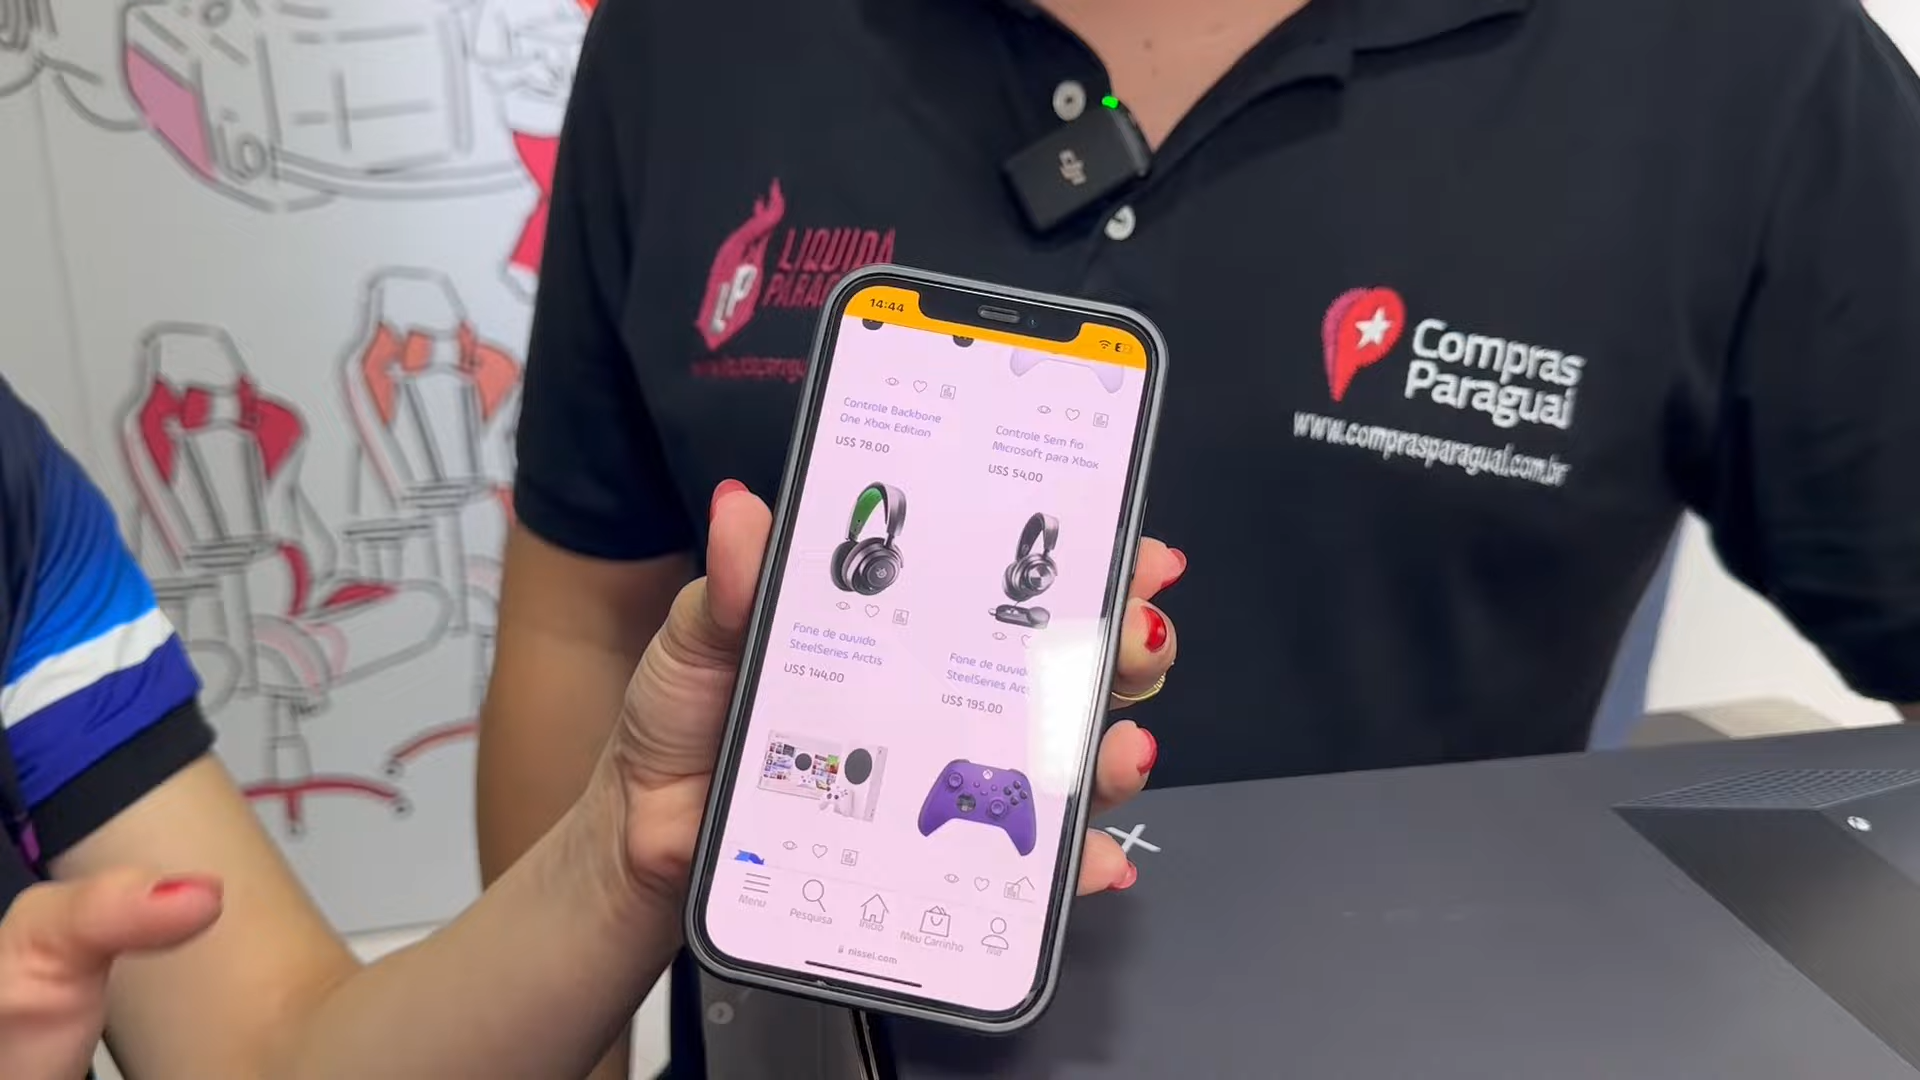 LIQUIDA
LP
Compras
Paraguai
www.comprasparaguai.com.br
14:44
Controle Backbone
One Xbox Edition
US$ 78,00
Controle Sem fio
Microsoft para Xbox
US$ 54,00
Fone de ouvido
SteelSeries Arctis
US$ 144,00
Fone de ouvido
SteelSeries Arc
US$ 195,00
Menu
Pesquisa
Início
Meu Carrinho
nissei.com
X